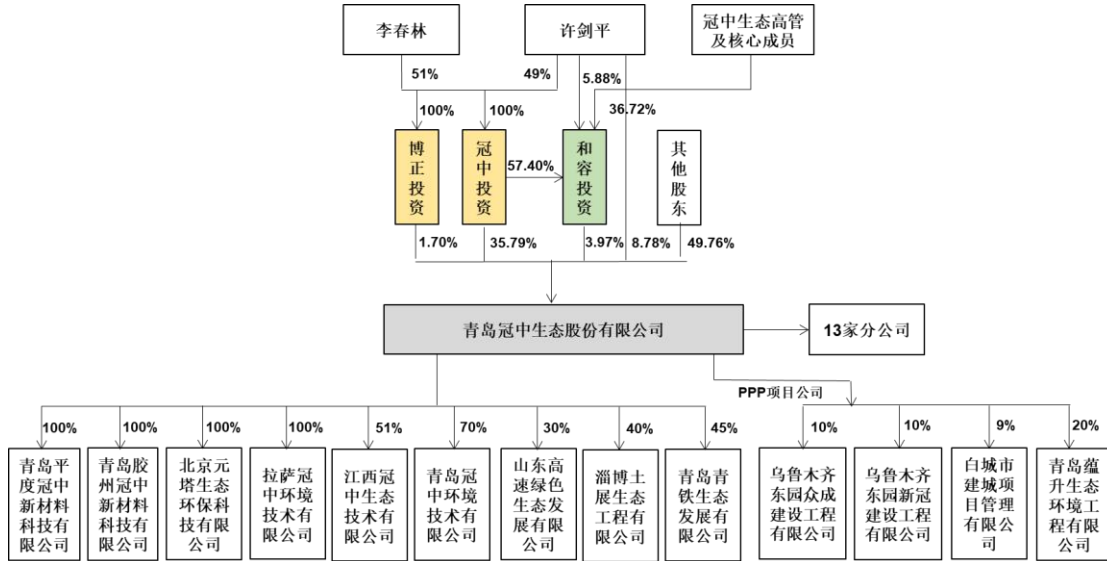 李春林
许剑平
冠中生态高管
及核心成员
51%
49%
5.88%
36.72%
100%
100%
博正投资
冠中投资
57.40%
和容投资
其他股东
1.70%
35.79%
3.97%
8.78%
49.76%
青岛冠中生态股份有限公司
13家分公司
PPP项目公司
100%
100%
100%
100%
51%
70%
30%
40%
45%
10%
10%
9%
20%
青岛平
度冠中
新材料
科技有
限公司
青岛胶
州冠中
新材料
科技有
限公司
北京元
塔生态
环保科
技有限
公司
拉萨冠
中环境
技术有
限公司
江西冠
中生态
技术有
限公司
青岛冠
中环境
技术有
限公司
山东高
速绿色
生态发
展有限
公司
淄博土
展生态
工程有
限公司
青岛青
铁生态
发展有
限公司
乌鲁木齐
东园众成
建设工程
有限公司
乌鲁木齐
东园新冠
建设工程
有限公司
白城市
建城项
目管理
有限公
司
青岛蕴
升生态
环境工
程有限
公司